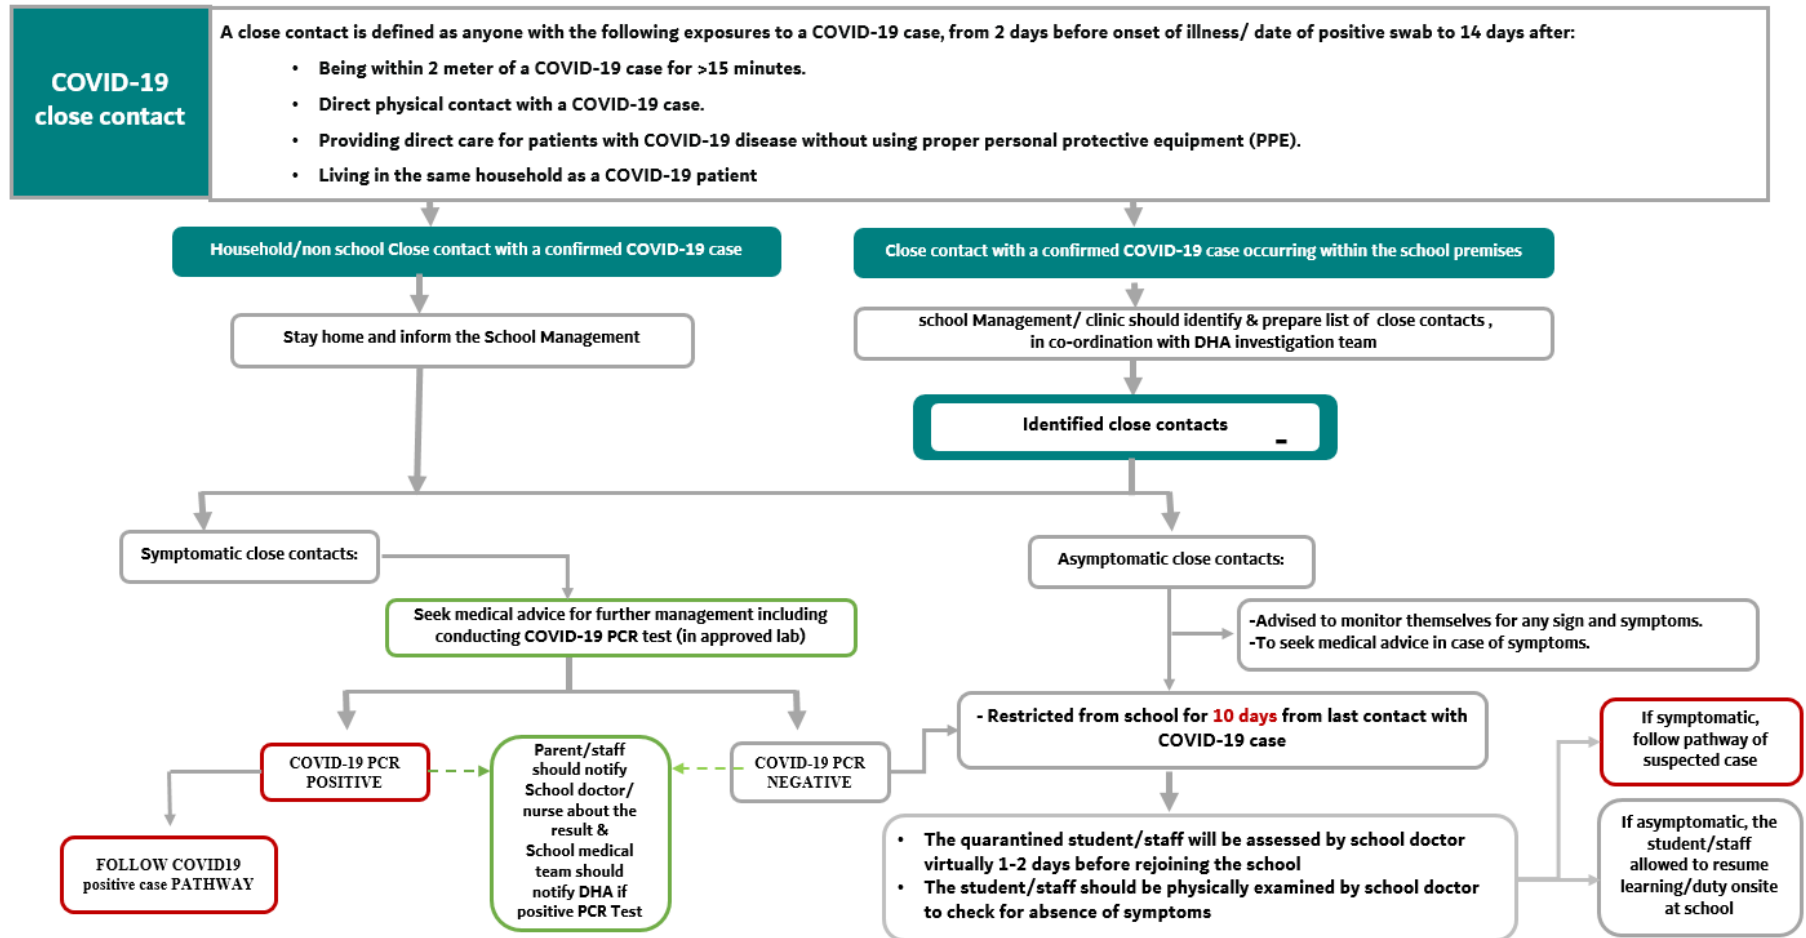 COVID-19
close contact
A close contact is defined as anyone with the following exposures to a COVID-19 case, from 2 days before onset of illness/ date of positive swab to 14 days after:
• Being within 2 meter of a COVID-19 case for >15 minutes.
• Direct physical contact with a COVID-19 case.
• Providing direct care for patients with COVID-19 disease without using proper personal protective equipment (PPE).
• Living in the same household as a COVID-19 patient
Household/non school Close contact with a confirmed COVID-19 case
Close contact with a confirmed COVID-19 case occurring within the school premises
Stay home and inform the School Management
school Management/ clinic should identify & prepare list of close contacts ,
in co-ordination with DHA investigation team
Identified close contacts
-
Symptomatic close contacts:
Asymptomatic close contacts:
Seek medical advice for further management including
conducting COVID-19 PCR test (in approved lab)
-Advised to monitor themselves for any sign and symptoms.
-To seek medical advice in case of symptoms.
COVID-19 PCR
POSITIVE
Parent/staff
should notify
School doctor/
nurse about the
result &
School medical
team should
notify DHA if
positive PCR Test
COVID-19 PCR
NEGATIVE
- Restricted from school for 10 days from last contact with
COVID-19 case
If symptomatic,
follow pathway of
suspected case
FOLLOW COVID19
positive case PATHWAY
• The quarantined student/staff will be assessed by school doctor
virtually 1-2 days before rejoining the school
• The student/staff should be physically examined by school doctor
to check for absence of symptoms
If asymptomatic, the
student/staff
allowed to resume
learning/duty onsite
at school